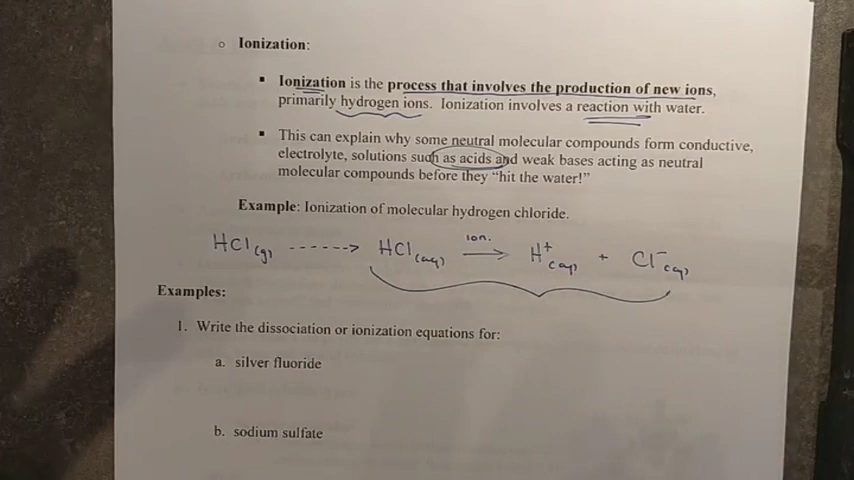 ○ Ionization:
▪ Ionization is the process that involves the production of new ions,
primarily hydrogen ions. Ionization involves a reaction with water.
▪ This can explain why some neutral molecular compounds form conductive,
electrolyte, solutions such as acids and weak bases acting as neutral
molecular compounds before they “hit the water!”
Example: Ionization of molecular hydrogen chloride.
HCl(g) ------> HCl(aq) ion. → H+(aq) + Cl-(aq)
Examples:
1. Write the dissociation or ionization equations for:
a. silver fluoride
b. sodium sulfate